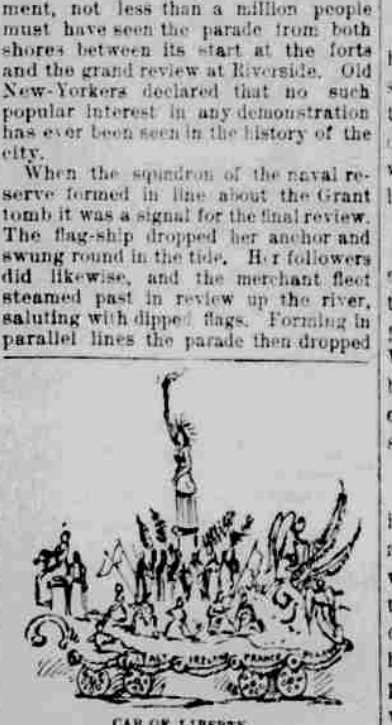 ment, not less than a million people
must have seen the parade from both
shores between its start at the forts
and the grand review at Riverside. Old
New-Yorkers declared that no such
popular interest in any demonstration
has ever been seen in the history of the
city.
When the squadron of the naval re-
serve formed in line about the Grant
tomb it was a signal for the final review.
The flag-ship dropped her anchor and
swung round in the tide. Her followers
did likewise, and the merchant fleet
steamed past in review up the river,
saluting with dipped flags. Forming in
parallel lines the parade then dropped
IRELAND FRANCE
CAR OF LIBERTY